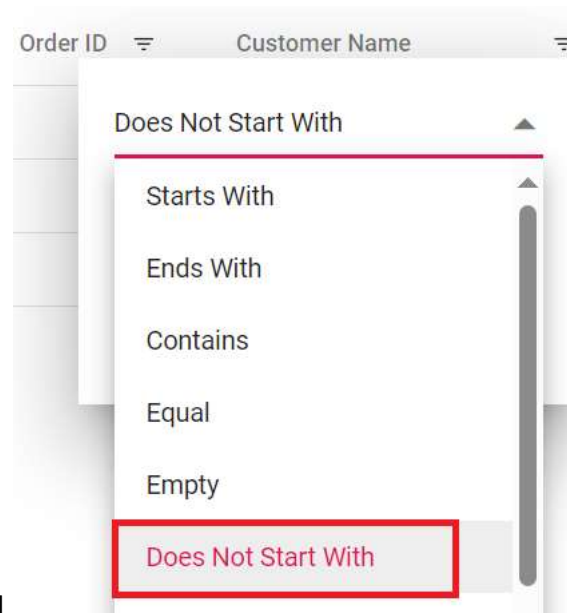 Order ID Customer Name
Does Not Start With
Starts With
Ends With
Contains
Equal
Empty
Does Not Start With